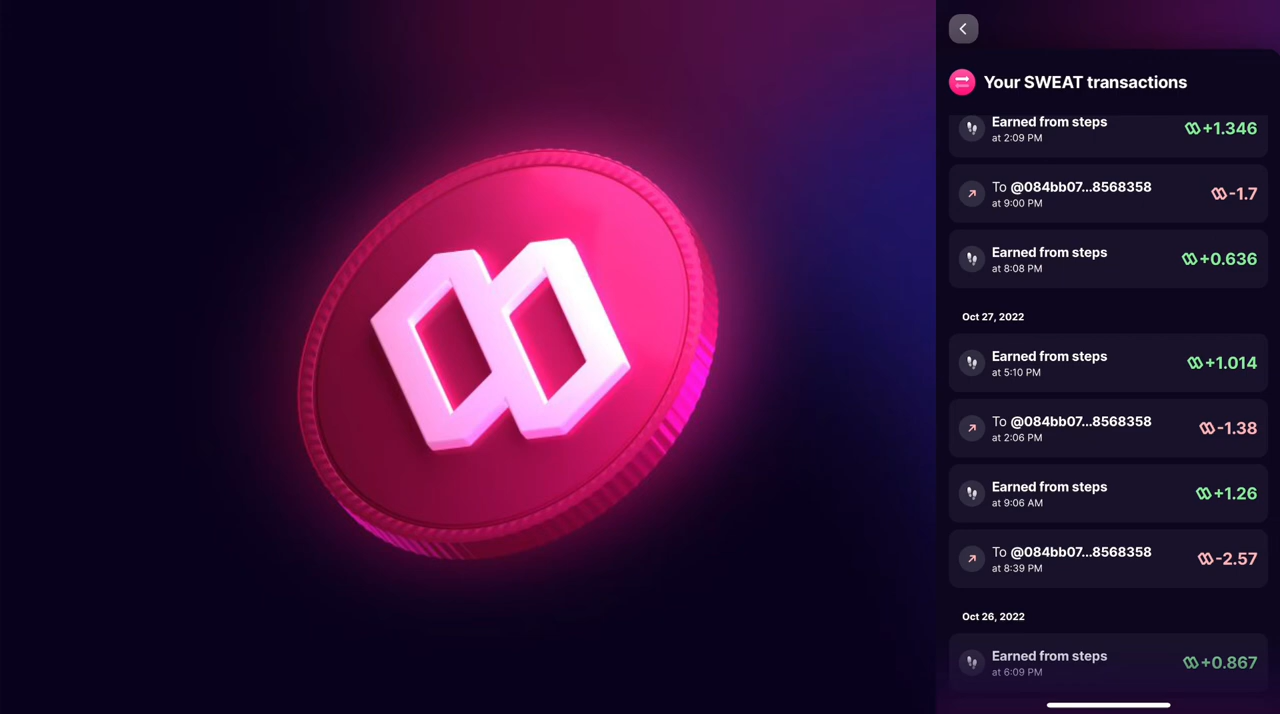 Your SWEAT transactions
Earned from steps
+1.346
at 2:09 PM
To @084bb07...8568358
-1.7
at 9:00 PM
Earned from steps
+0.636
at 8:08 PM
Oct 27, 2022
Earned from steps
+1.014
at 5:10 PM
To @084bb07...8568358
-1.38
at 2:06 PM
Earned from steps
+1.26
at 9:06 AM
To @084bb07...8568358
-2.57
at 8:39 PM
Oct 26, 2022
Earned from steps
+0.867
at 6:09 PM